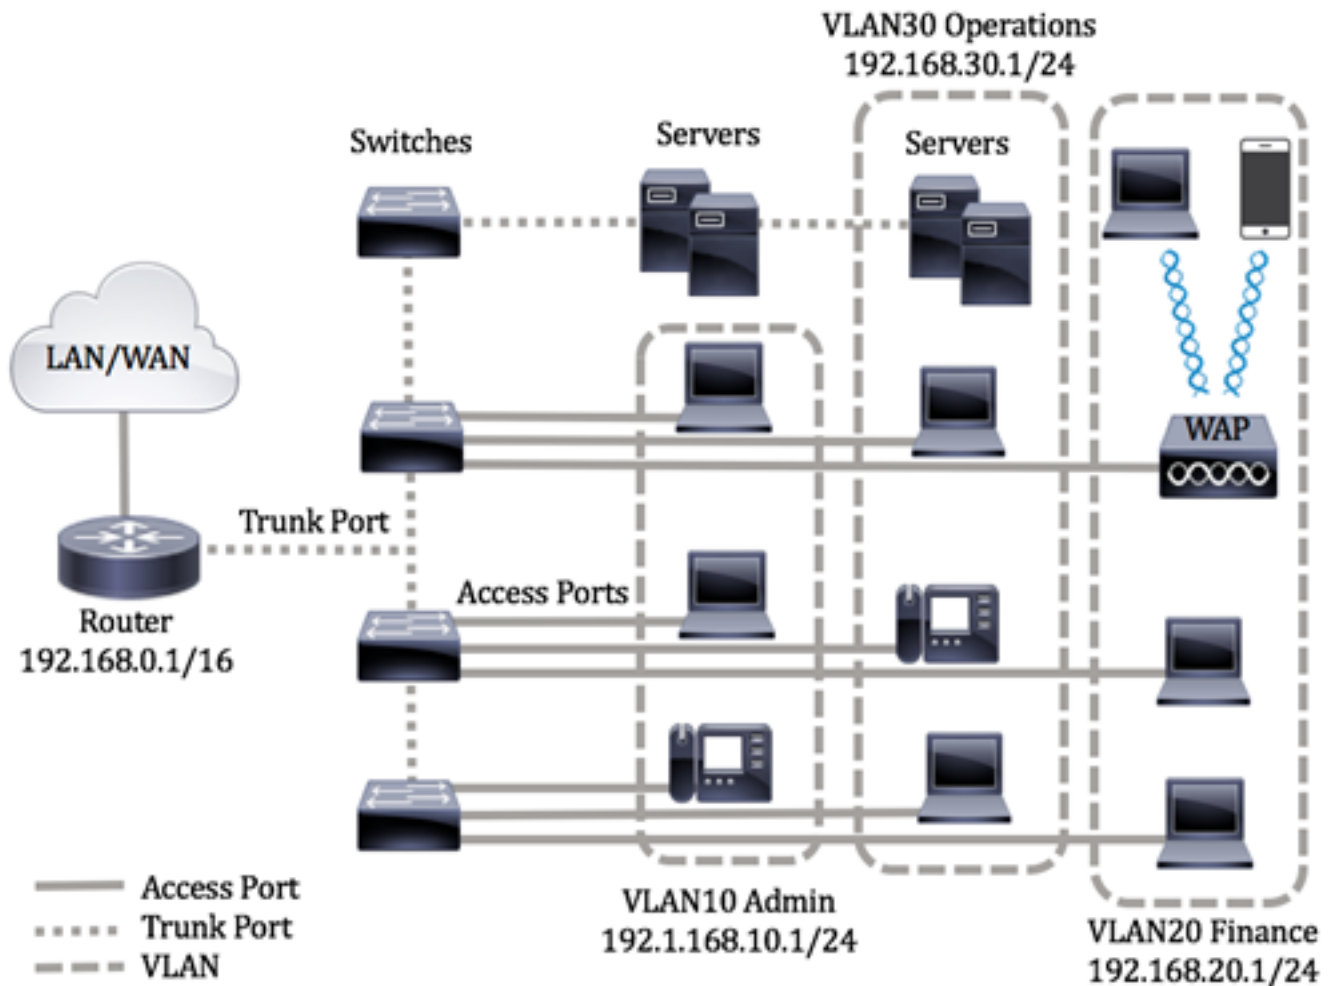 VLAN30 Operations
192.168.30.1/24
Switches
Servers
Servers
LAN/WAN
WAP
Trunk Port
Access Ports
Router
192.168.0.1/16
Access Port
Trunk Port
VLAN
VLAN10 Admin
192.1.168.10.1/24
VLAN20 Finance
192.168.20.1/24